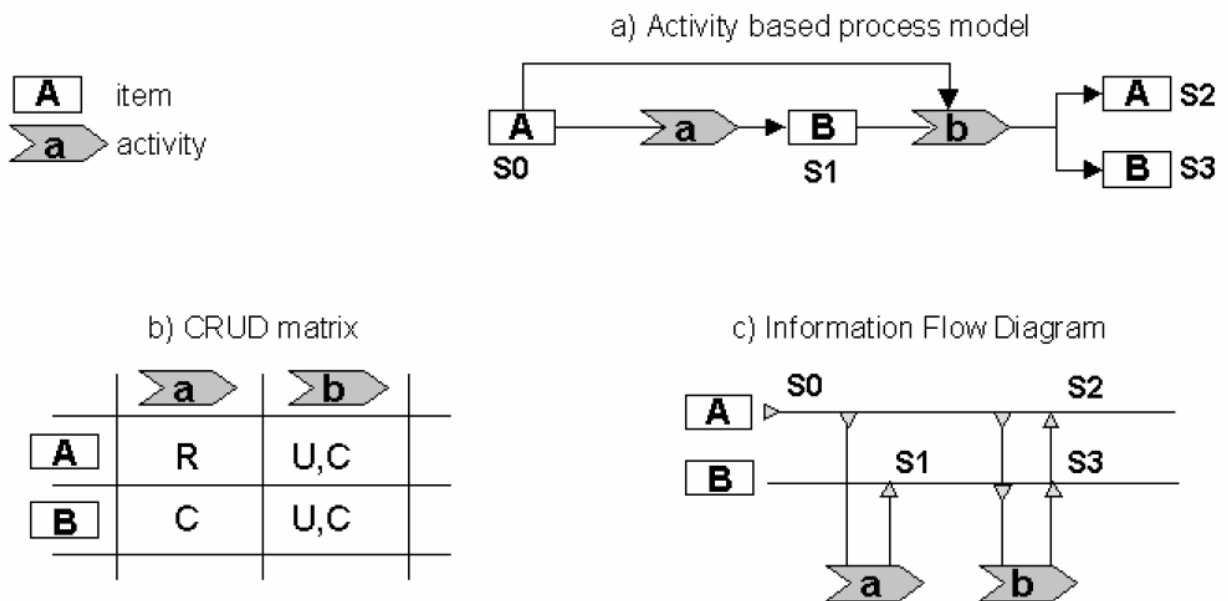 a) Activity based process model
A item
a activity
A a B b A S2
S0 S1
B S3
b) CRUD matrix
a b
A R U,C
B C U,C
c) Information Flow Diagram
S0 S2
A
S1 S3
B
a b